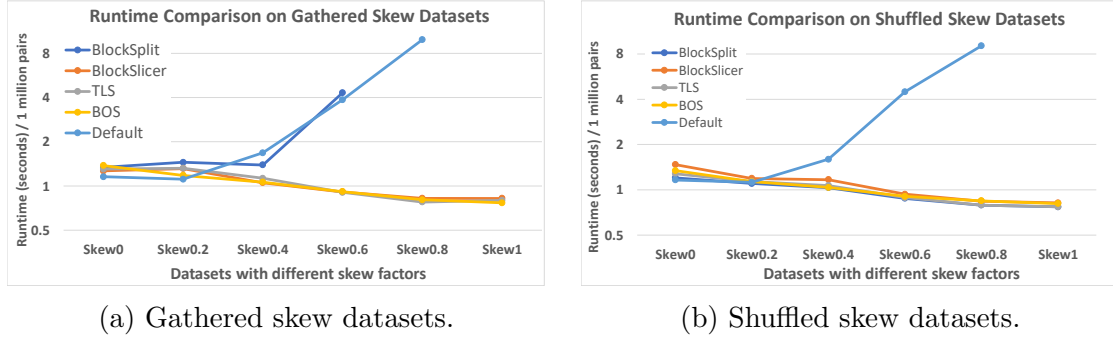 Runtime Comparison on Gathered Skew Datasets
Runtime (seconds) / 1 million pairs
8
4
2
1
0.5
BlockSplit
BlockSlicer
TLS
BOS
Default
Skew0 Skew0.2 Skew0.4 Skew0.6 Skew0.8 Skew1
Datasets with different skew factors
(a) Gathered skew datasets.
Runtime Comparison on Shuffled Skew Datasets
Runtime (seconds) / 1 million pairs
8
4
2
1
0.5
BlockSplit
BlockSlicer
TLS
BOS
Default
Skew0 Skew0.2 Skew0.4 Skew0.6 Skew0.8 Skew1
Datasets with different skew factors
(b) Shuffled skew datasets.